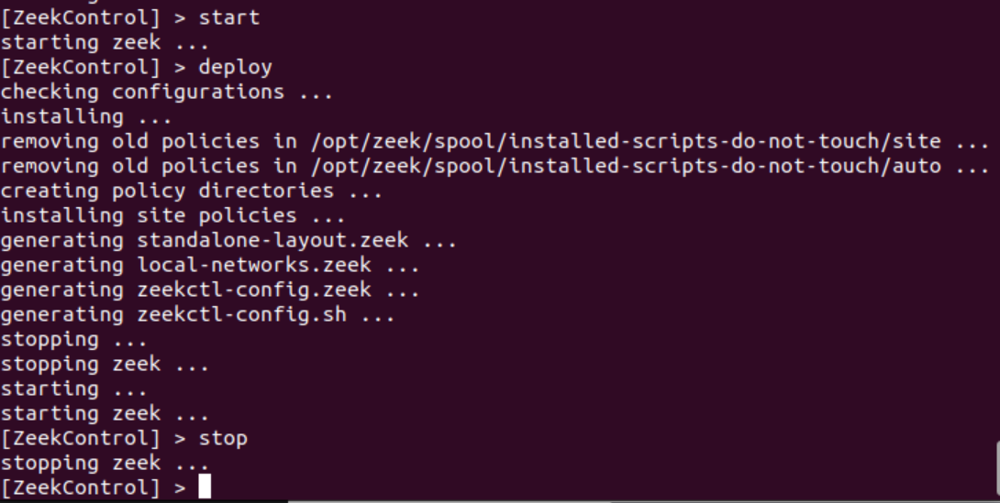 [ZeekControl] > start
starting zeek ...
[ZeekControl] > deploy
checking configurations ...
installing ...
removing old policies in /opt/zeek/spool/installed-scripts-do-not-touch/site ...
removing old policies in /opt/zeek/spool/installed-scripts-do-not-touch/auto ...
creating policy directories ...
installing site policies ...
generating standalone-layout.zeek ...
generating local-networks.zeek ...
generating zeekctl-config.zeek ...
generating zeekctl-config.sh ...
stopping ...
stopping zeek ...
starting ...
starting zeek ...
[ZeekControl] > stop
stopping zeek ...
[ZeekControl] >